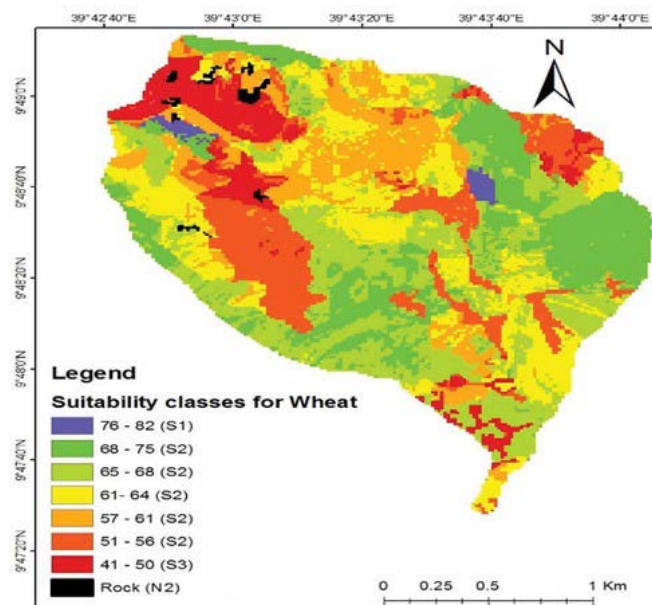 39°42'40"E 39°43'0"E 39°43'20"E 39°43'40"E 39°44'0"E
N
9°49'0"N
9°48'40"N
9°48'20"N
9°48'0"N
9°47'40"N
9°47'20"N
Legend
Suitability classes for Wheat
76 - 82 (S1)
68 - 75 (S2)
65 - 68 (S2)
61- 64 (S2)
57 - 61 (S2)
51 - 56 (S2)
41 - 50 (S3)
Rock (N2)
0 0.25 0.5 1 Km